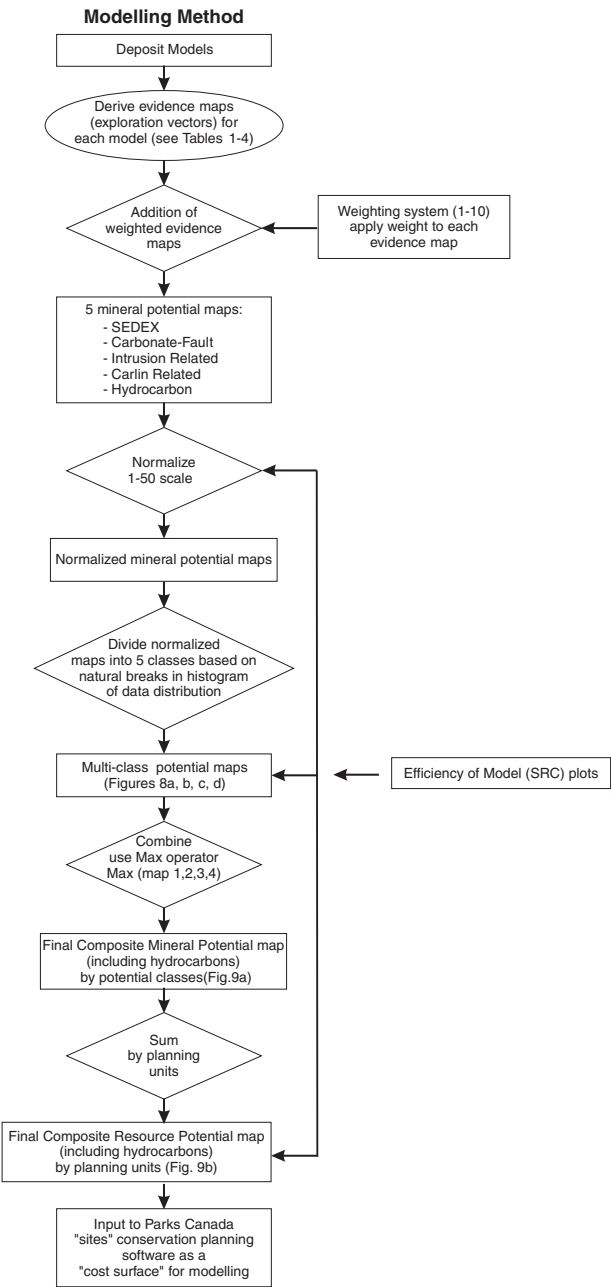 Modelling Method
Deposit Models
Derive evidence maps
(exploration vectors) for
each model (see Tables 1-4)
Addition of
weighted evidence
maps
Weighting system (1-10)
apply weight to each
evidence map
5 mineral potential maps:
- SEDEX
- Carbonate-Fault
- Intrusion Related
- Carlin Related
- Hydrocarbon
Normalize
1-50 scale
Normalized mineral potential maps
Divide normalized
maps into 5 classes based on
natural breaks in histogram
of data distribution
Multi-class potential maps
(Figures 8a, b, c, d)
Efficiency of Model (SRC) plots
Combine
use Max operator
Max (map 1,2,3,4)
Final Composite Mineral Potential map
(including hydrocarbons)
by potential classes(Fig.9a)
Sum
by planning
units
Final Composite Resource Potential map
(including hydrocarbons)
by planning units (Fig. 9b)
Input to Parks Canada
"sites" conservation planning
software as a
"cost surface" for modelling